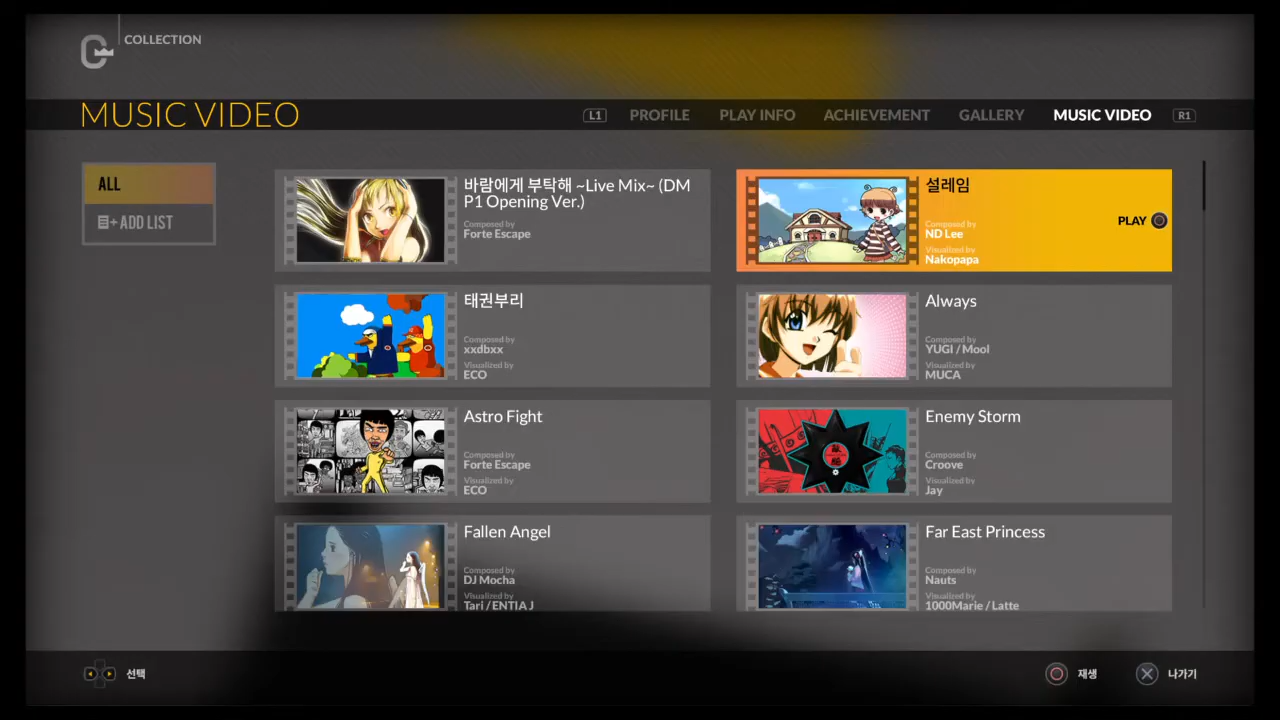 COLLECTION
MUSIC VIDEO
L1
PROFILE
PLAY INFO
ACHIEVEMENT
GALLERY
MUSIC VIDEO
R1
ALL
+ ADD LIST
바람에게 부탁해 ~Live Mix~ (DM
P1 Opening Ver.)
Composed by
Forte Escape
설레임
Composed by
ND Lee
Visualized by
Nakopapa
PLAY
태권부리
Composed by
xxdbxx
Visualized by
ECO
Always
Composed by
YUGI / Mool
Visualized by
MUCA
Astro Fight
Composed by
Forte Escape
Visualized by
ECO
Enemy Storm
Composed by
Croove
Visualized by
Jay
Fallen Angel
Composed by
DJ Mocha
Visualized by
Tari / ENTIA J
Far East Princess
Composed by
Nauts
Visualized by
1000Marie / Latte
선택
재생
나가기